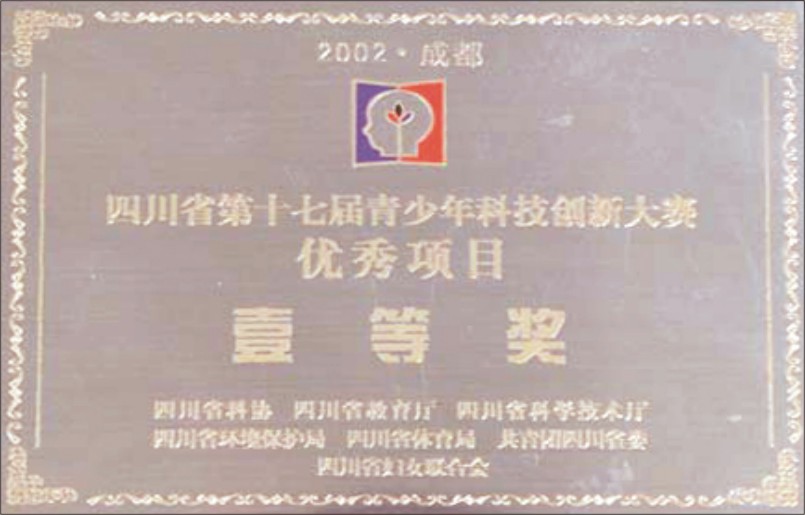 2002·成都
四川省第十七届青少年科技创新大赛
优秀项目
壹等奖
四川省科协 四川省教育厅 四川省科学技术厅
四川省环境保护局 四川省体育局 共青团四川省委
四川省妇女联合会